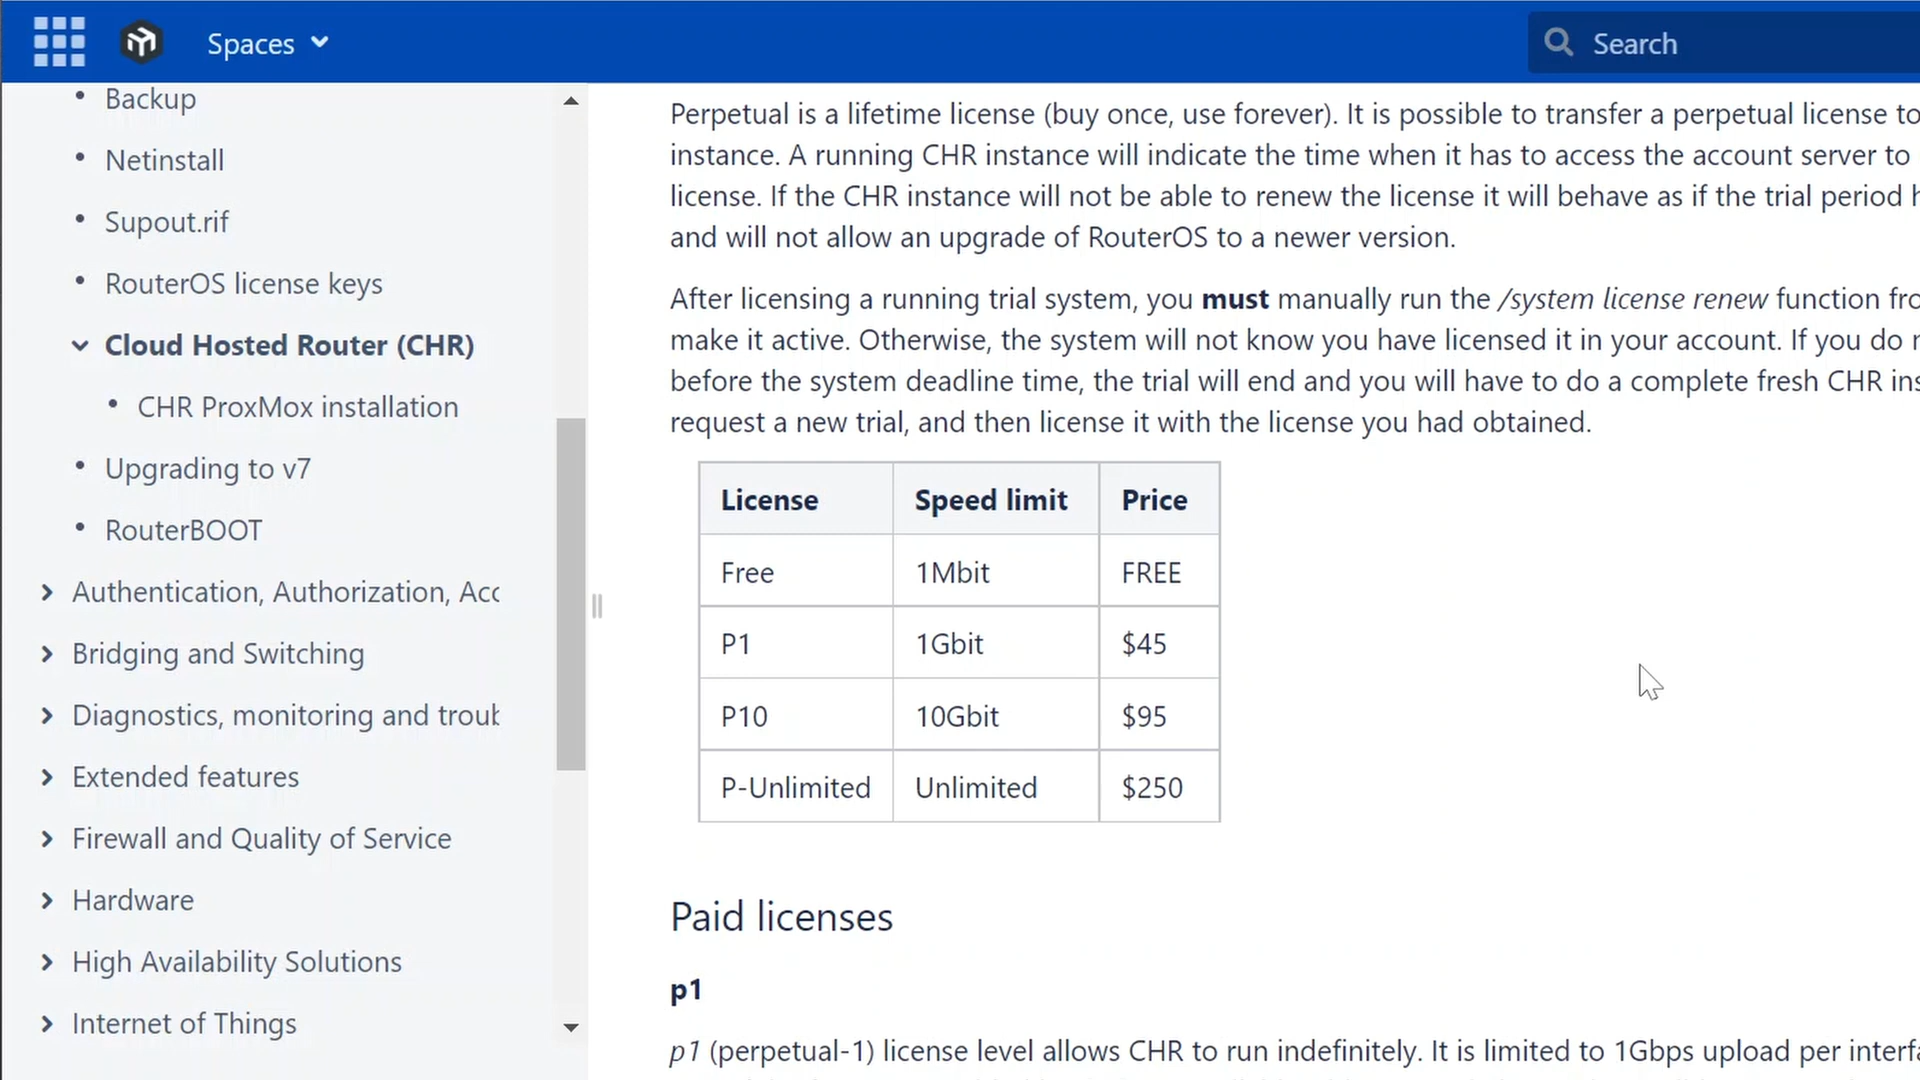 Spaces
Search
Backup
Netinstall
Supout.rif
RouterOS license keys
Cloud Hosted Router (CHR)
CHR ProxMox installation
Upgrading to v7
RouterBOOT
Authentication, Authorization, Acc
Bridging and Switching
Diagnostics, monitoring and troub
Extended features
Firewall and Quality of Service
Hardware
High Availability Solutions
Internet of Things
Perpetual is a lifetime license (buy once, use forever). It is possible to transfer a perpetual license to
instance. A running CHR instance will indicate the time when it has to access the account server to
license. If the CHR instance will not be able to renew the license it will behave as if the trial period h
and will not allow an upgrade of RouterOS to a newer version.
After licensing a running trial system, you must manually run the /system license renew function fro
make it active. Otherwise, the system will not know you have licensed it in your account. If you do n
before the system deadline time, the trial will end and you will have to do a complete fresh CHR ins
request a new trial, and then license it with the license you had obtained.
License Speed limit Price
Free 1Mbit FREE
P1 1Gbit $45
P10 10Gbit $95
P-Unlimited Unlimited $250
Paid licenses
p1
p1 (perpetual-1) license level allows CHR to run indefinitely. It is limited to 1Gbps upload per interfa